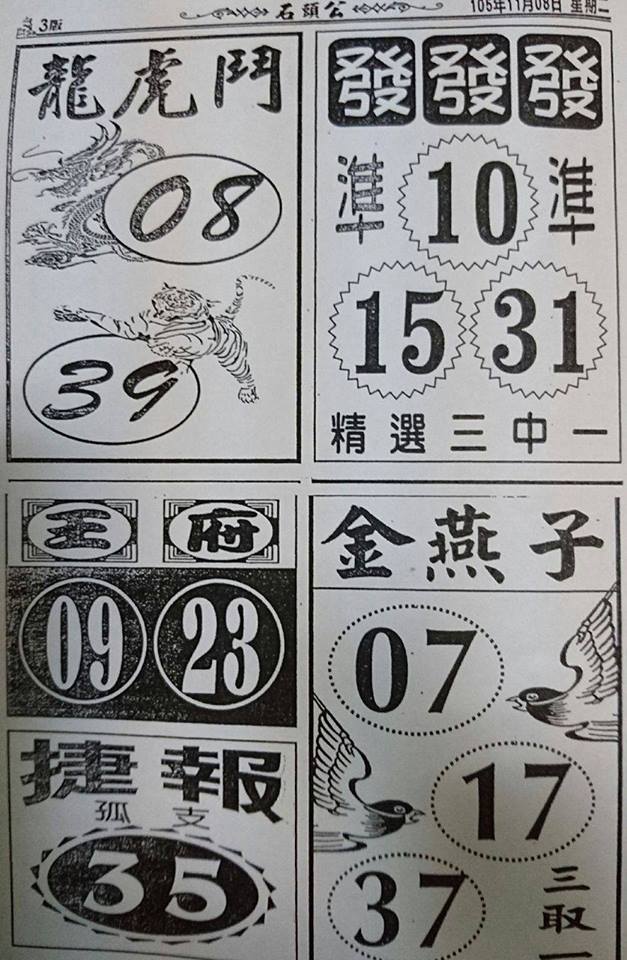 3版
石頭公
105年11月08日 星期二
龍虎鬥
08
39
發發發
準 10 準
15 31
精選三中一
王府
09 23
捷報
孤支
35
金燕子
07
17
37
三取一